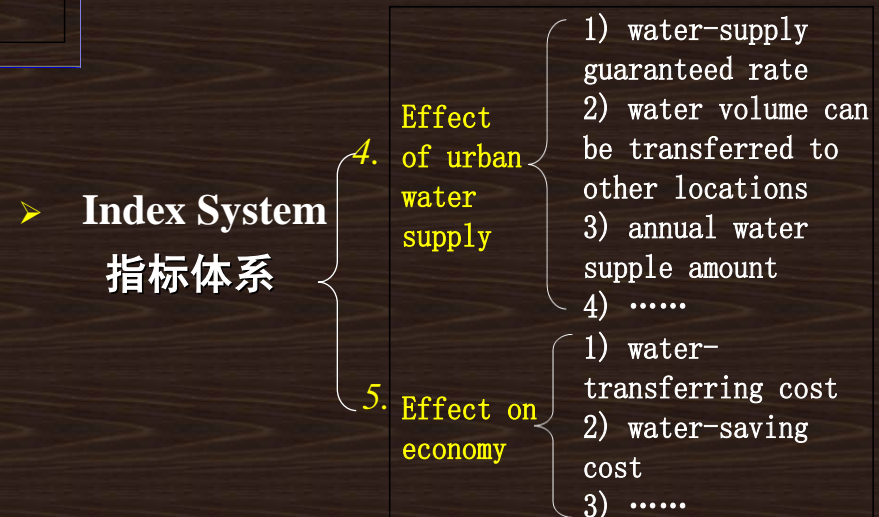 ➢ Index System
指标体系
4. Effect
of urban
water
supply
1) water-supply
guaranteed rate
2) water volume can
be transferred to
other locations
3) annual water
supple amount
4) ……
5. Effect on
economy
1) water-
transferring cost
2) water-saving
cost
3) ……